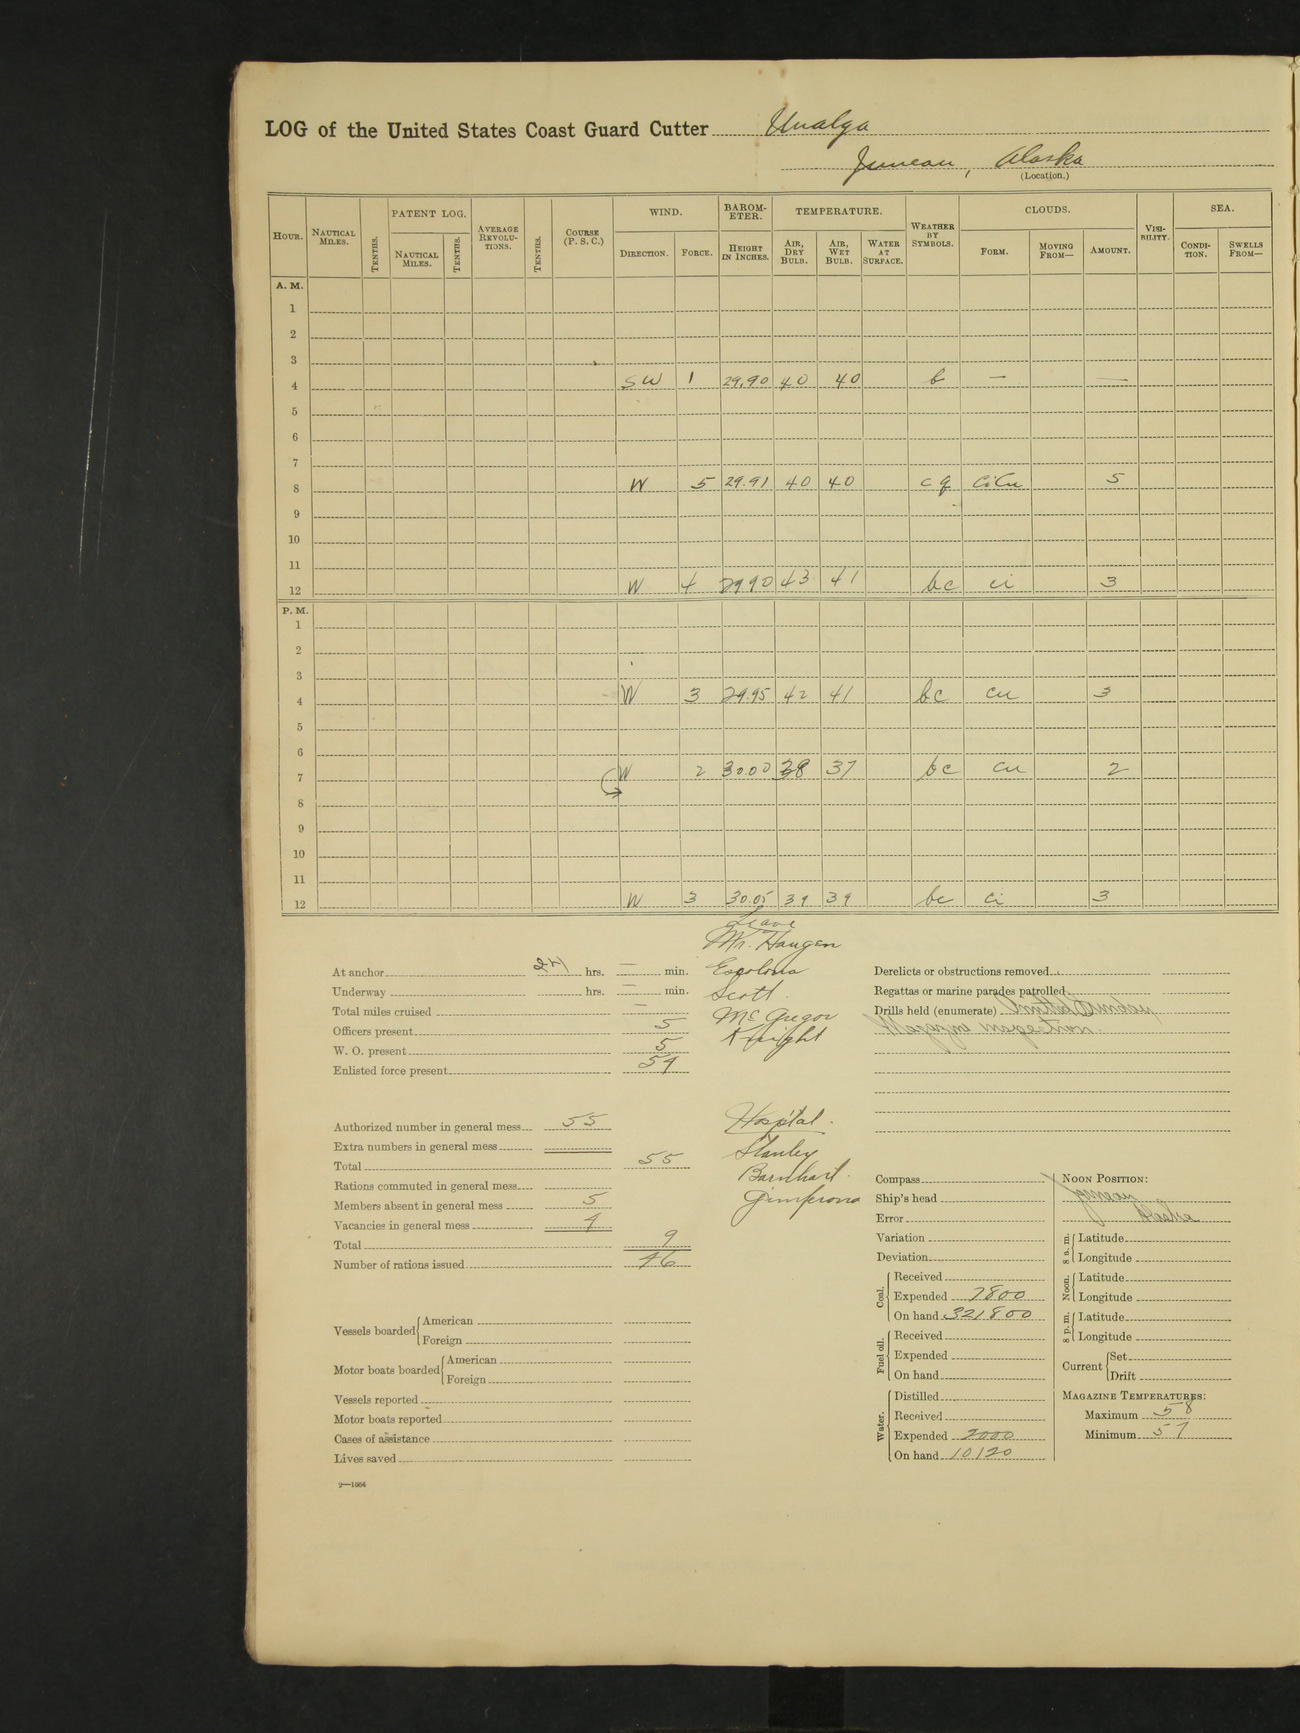 LOG of the United States Coast Guard Cutter Unalga
Juneau, Alaska
(Location.)
HOUR. NAUTICAL MILES. TENTHS. PATENT LOG. NAUTICAL MILES. TENTHS. AVERAGE REVOLUTIONS. TENTHS. COURSE (P. S. C.) WIND. DIRECTION. FORCE. BAROMETER. HEIGHT IN INCHES. TEMPERATURE. AIR, DRY BULB. AIR, WET BULB. WATER AT SURFACE. WEATHER BY SYMBOLS. CLOUDS. FORM. MOVING FROM— AMOUNT. VISIBILITY. SEA. CONDITION. SWELLS FROM—
A. M.
1
2
3
4 SW 1 29.90 40 40 b — —
5
6
7
8 W 5 29.91 40 40 c q CiCu 5
9
10
11
12 W 4 29.90 43 41 bc ci 3
P. M.
1
2
3
4 W 3 29.95 42 41 bc cu 3
5
6
7 W 2 30.00 38 37 bc cu 2
8
9
10
11
12 W 3 30.05 39 39 bc ci 3
Leave
Mr. Haugen
Escolona
Scott
McGregor
Knight
At anchor 24 hrs. — min.
Underway hrs. — min.
Total miles cruised —
Officers present 5
W. O. present 5
Enlisted force present 54
Authorized number in general mess 55
Extra numbers in general mess
Total 55
Rations commuted in general mess
Members absent in general mess 5
Vacancies in general mess 4
Total 9
Number of rations issued 46
Hospital.
Stanley
Barnhart
Vessels boarded American
Foreign
Motor boats boarded American
Foreign
Vessels reported
Motor boats reported
Cases of assistance
Lives saved
2—1564
Derelicts or obstructions removed
Regattas or marine parades patrolled
Drills held (enumerate) Omitted Sunday
Magazine inspection.
Compass
Ship's head
Error
Variation
Deviation
Coal. Received
Expended 7800
On hand 321800
Fuel oil. Received
Expended
On hand
Water. Distilled
Received
Expended 2000
On hand 10120
NOON POSITION:
Juneau
Alaska
8 a. m. Latitude
Longitude
Noon. Latitude
Longitude
8 p. m. Latitude
Longitude
Current Set
Drift
MAGAZINE TEMPERATURES:
Maximum 58
Minimum 57